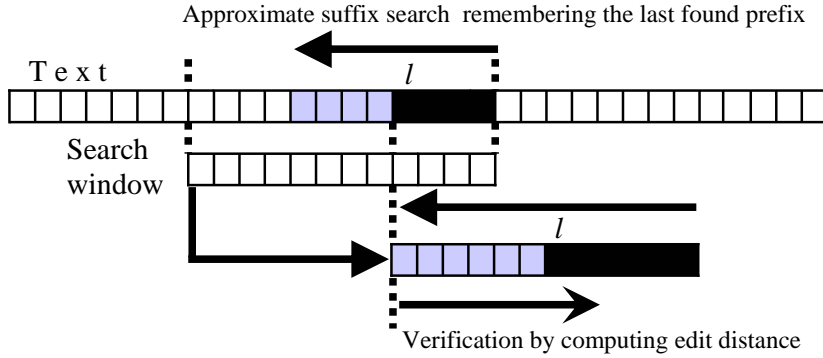 Approximate suffix search remembering the last found prefix
T e x t
l
Search
window
l
Verification by computing edit distance